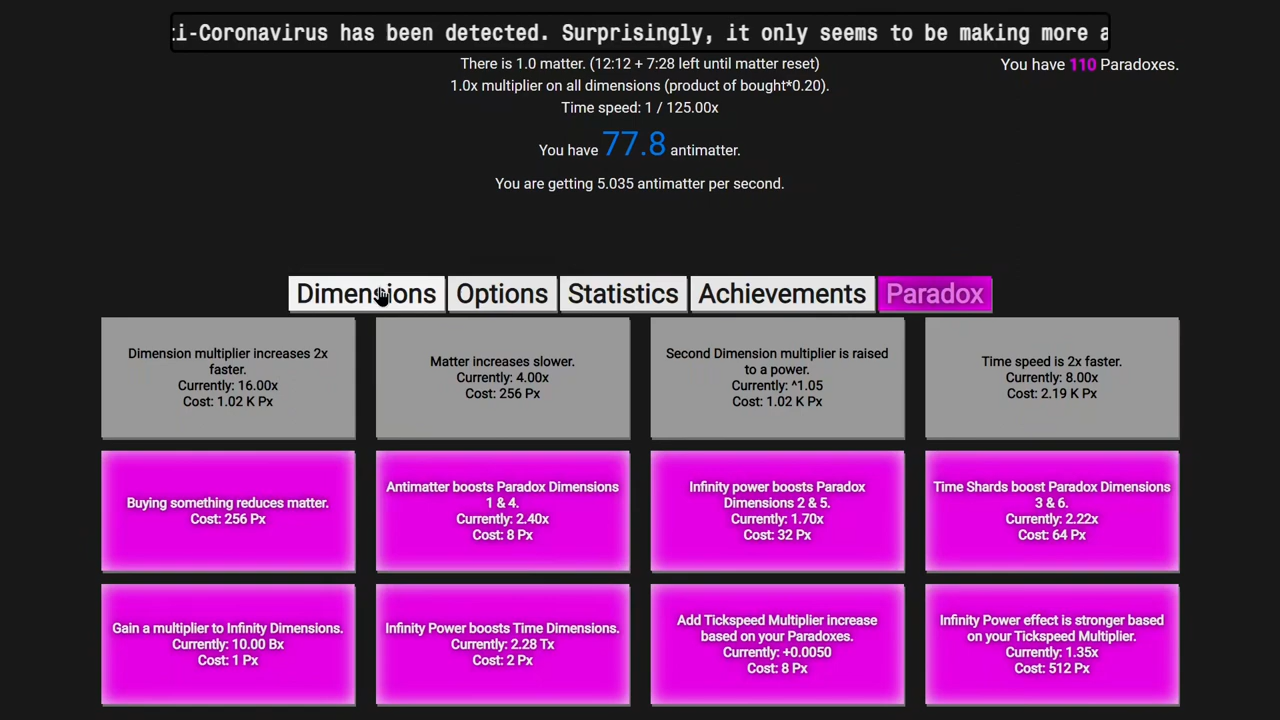 i-Coronavirus has been detected. Surprisingly, it only seems to be making more
There is 1.0 matter. (12:12 + 7:28 left until matter reset)
You have 110 Paradoxes.
1.0x multiplier on all dimensions (product of bought*0.20).
Time speed: 1 / 125.00x
You have 77.8 antimatter.
You are getting 5.035 antimatter per second.
Dimensions
Options
Statistics
Achievements
Paradox
Dimension multiplier increases 2x
faster.
Currently: 16.00x
Cost: 1.02 K Px
Matter increases slower.
Currently: 4.00x
Cost: 256 Px
Second Dimension multiplier is raised
to a power.
Currently: ^1.05
Cost: 1.02 K Px
Time speed is 2x faster.
Currently: 8.00x
Cost: 2.19 K Px
Buying something reduces matter.
Cost: 256 Px
Antimatter boosts Paradox Dimensions
1 & 4.
Currently: 2.40x
Cost: 8 Px
Infinity power boosts Paradox
Dimensions 2 & 5.
Currently: 1.70x
Cost: 32 Px
Time Shards boost Paradox Dimensions
3 & 6.
Currently: 2.22x
Cost: 64 Px
Gain a multiplier to Infinity Dimensions.
Currently: 10.00 Bx
Cost: 1 Px
Infinity Power boosts Time Dimensions.
Currently: 2.28 Tx
Cost: 2 Px
Add Tickspeed Multiplier increase
based on your Paradoxes.
Currently: +0.0050
Cost: 8 Px
Infinity Power effect is stronger based
on your Tickspeed Multiplier.
Currently: 1.35x
Cost: 512 Px